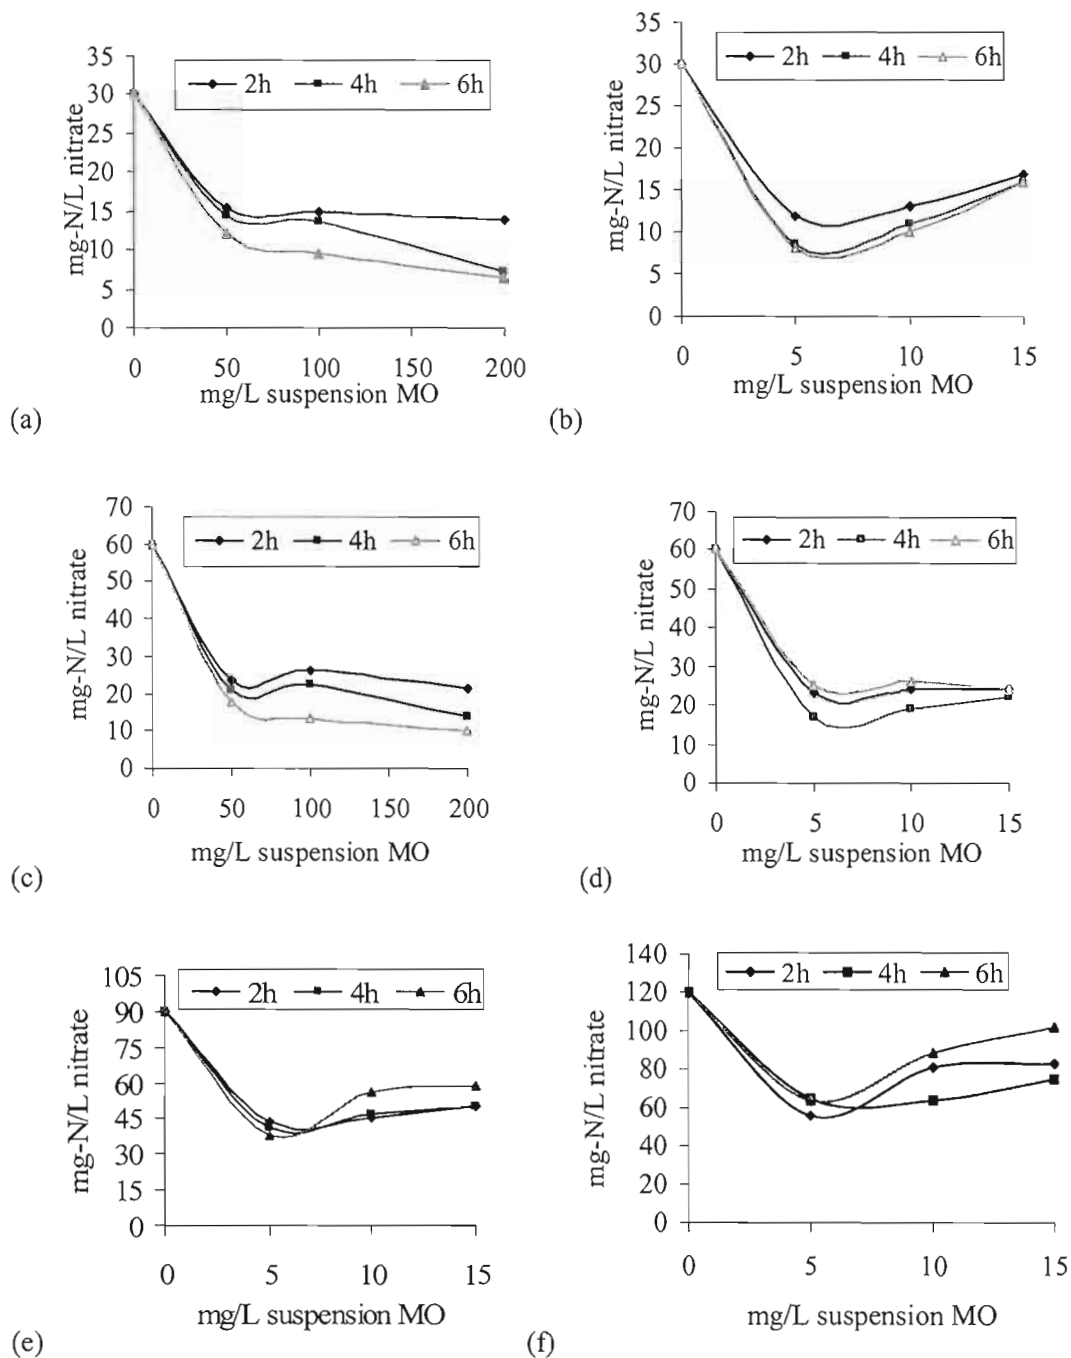 35
30
25
20
15
10
5
0
mg-N/L nitrate
2h 4h 6h
0 50 100 150 200
mg/L suspension MO
(a)
35
30
25
20
15
10
5
0
mg-N/L nitrate
2h 4h 6h
0 5 10 15
mg/L suspension MO
(b)
70
60
50
40
30
20
10
0
mg-N/L nitrate
2h 4h 6h
0 50 100 150 200
mg/L suspension MO
(c)
70
60
50
40
30
20
10
0
mg-N/L nitrate
2h 4h 6h
0 5 10 15
mg/L suspension MO
(d)
105
90
75
60
45
30
15
0
mg-N/L nitrate
2h 4h 6h
0 5 10 15
mg/L suspension MO
(e)
140
120
100
80
60
40
20
0
mg-N/L nitrate
2h 4h 6h
0 5 10 15
mg/L suspension MO
(f)